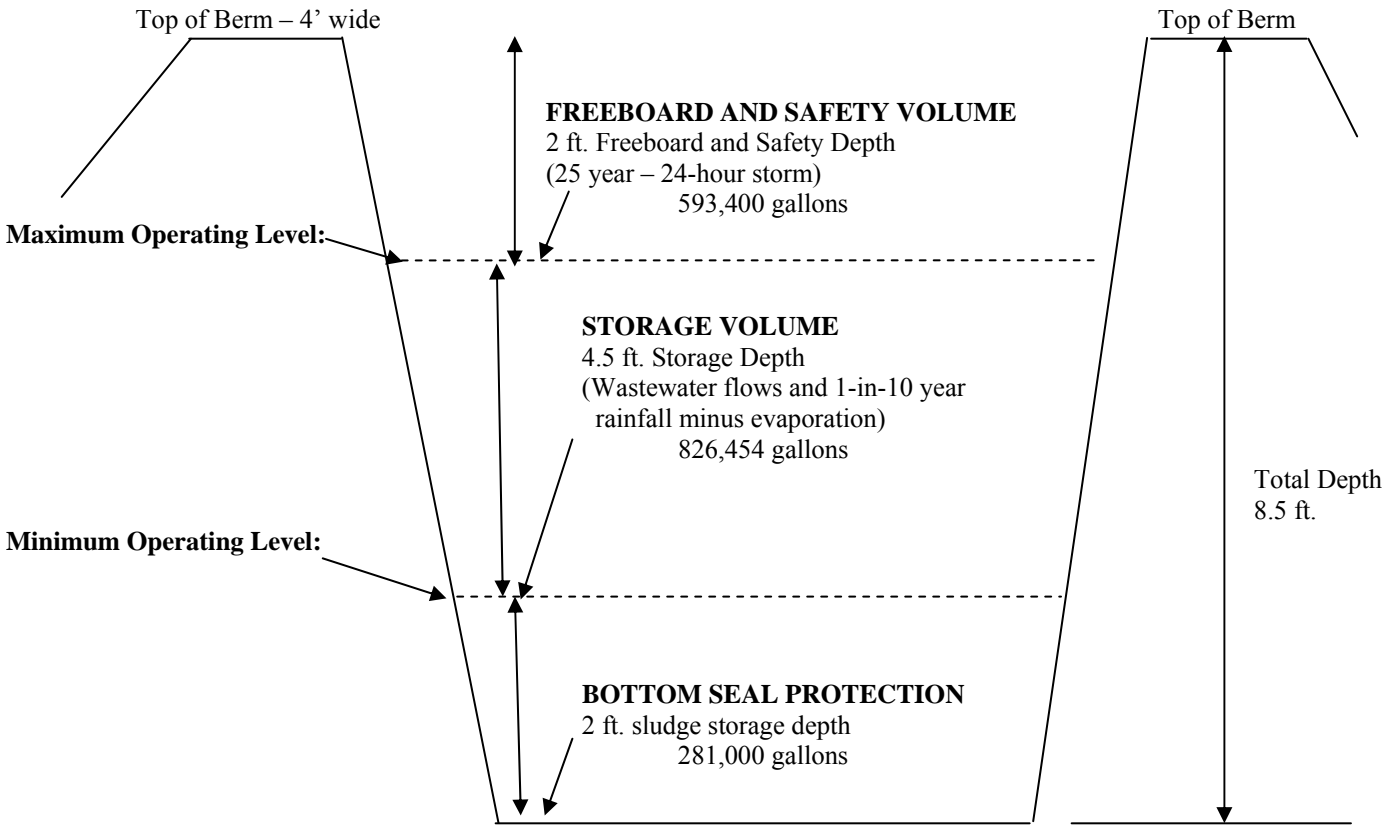 Top of Berm – 4’ wide
Top of Berm
FREEBOARD AND SAFETY VOLUME
2 ft. Freeboard and Safety Depth
(25 year – 24-hour storm)
593,400 gallons
Maximum Operating Level:
STORAGE VOLUME
4.5 ft. Storage Depth
(Wastewater flows and 1-in-10 year
rainfall minus evaporation)
826,454 gallons
Total Depth
8.5 ft.
Minimum Operating Level:
BOTTOM SEAL PROTECTION
2 ft. sludge storage depth
281,000 gallons